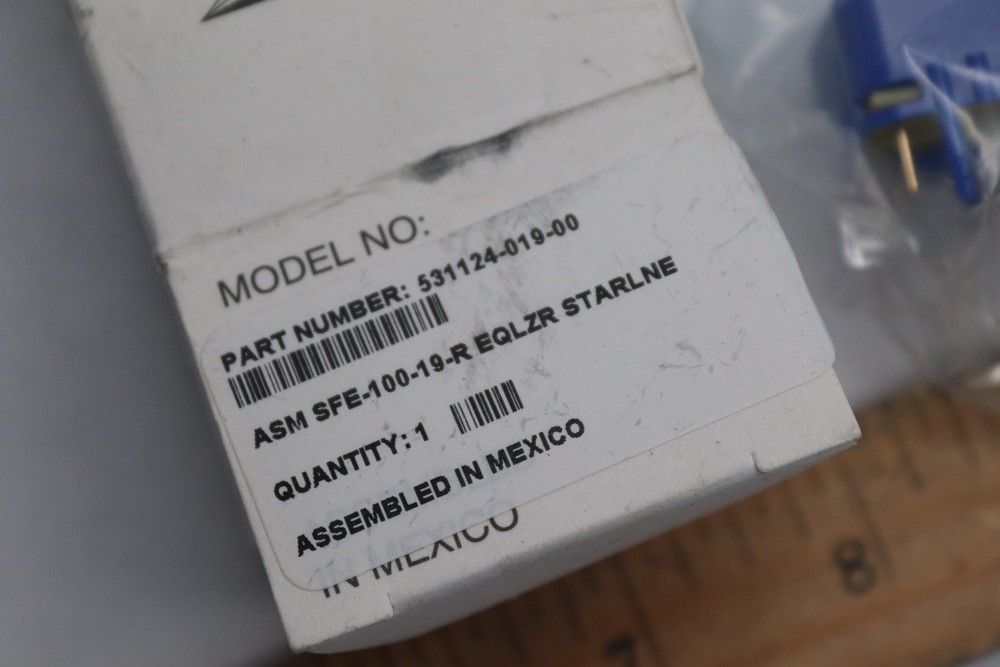 MODEL NO:
PART NUMBER: 531124-019-00
ASM SFE-100-19-R EQLZR STARLNE
QUANTITY: 1
ASSEMBLED IN MEXICO
IN MEXICO
7
8